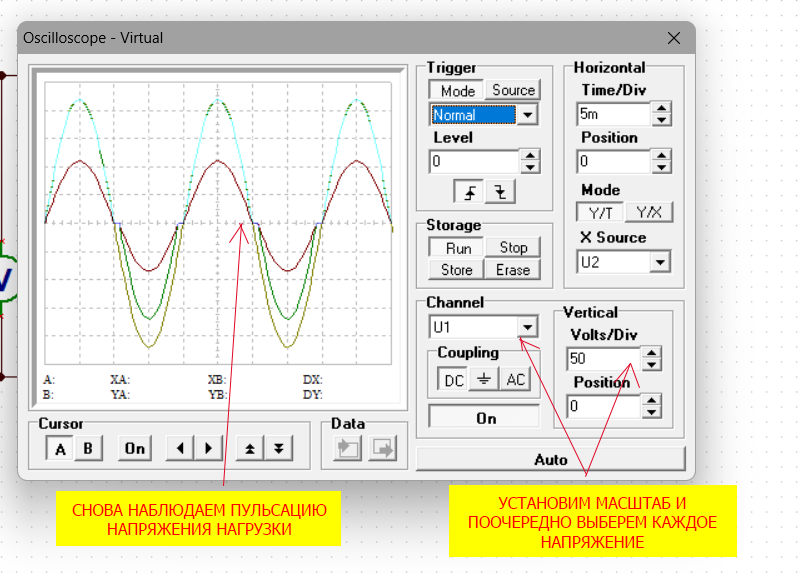 Oscilloscope - Virtual
Trigger
Mode Source
Normal
Level
0
Horizontal
Time/Div
5m
Position
0
Mode
Y/T Y/X
X Source
U2
Storage
Run Stop
Store Erase
Channel
U1
Coupling
DC AC
On
Vertical
Volts/Div
50
Position
0
Auto
A: XA: XB: DX:
B: YA: YB: DY:
Cursor
A B On
Data
V
СНОВА НАБЛЮДАЕМ ПУЛЬСАЦИЮ
НАПРЯЖЕНИЯ НАГРУЗКИ
УСТАНОВИМ МАСШТАБ И
ПООЧЕРЕДНО ВЫБЕРЕМ КАЖДОЕ
НАПРЯЖЕНИЕ